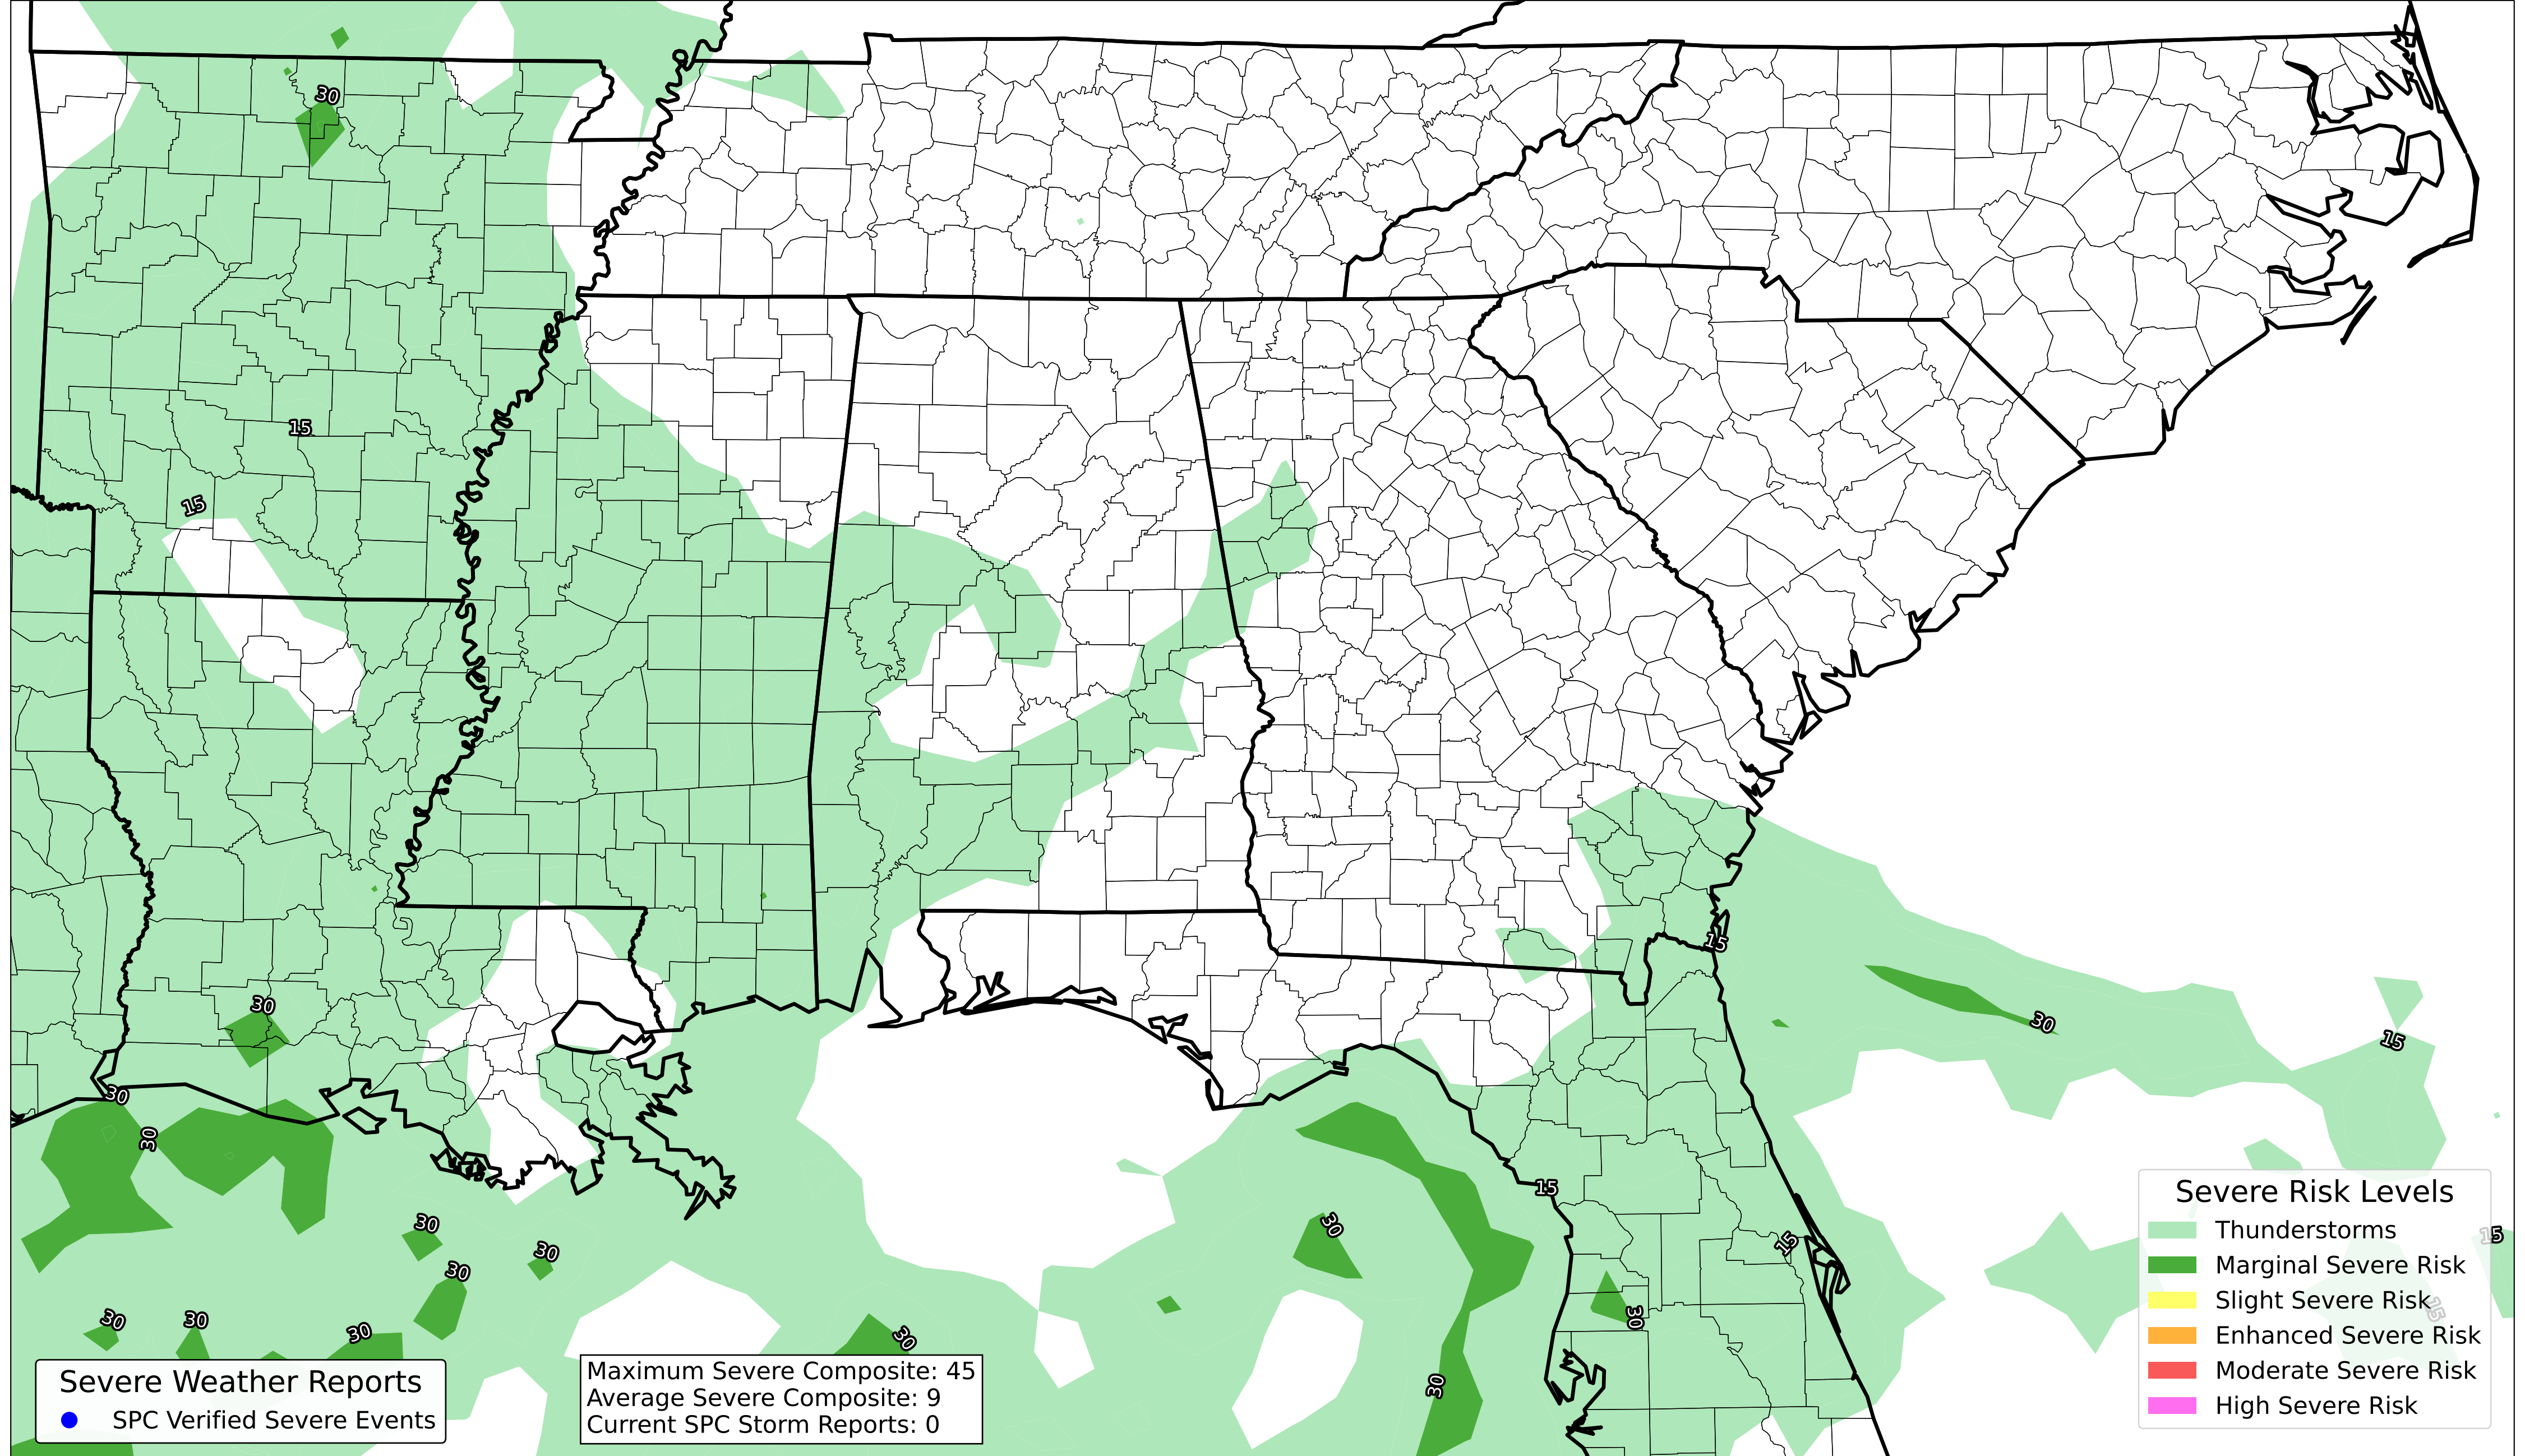 30
15
15
15
30
30
15
30
30
15
30
30
15
15
15
30
30
30
30
30
30
30
30
15
30
Severe Weather Reports
SPC Verified Severe Events
Maximum Severe Composite: 45
Average Severe Composite: 9
Current SPC Storm Reports: 0
Severe Risk Levels
Thunderstorms
Marginal Severe Risk
Slight Severe Risk
Enhanced Severe Risk
Moderate Severe Risk
High Severe Risk